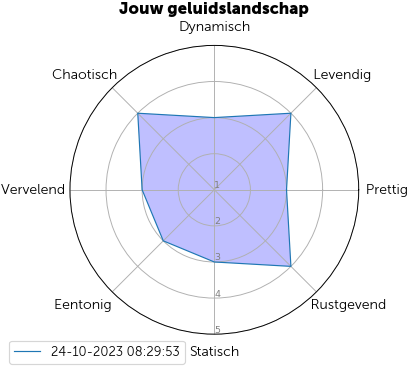 Jouw geluidslandschap
Dynamisch
Chaotisch
Levendig
Vervelend
1
Prettig
2
3
4
Eentonig
Rustgevend
5
24-10-2023 08:29:53
Statisch